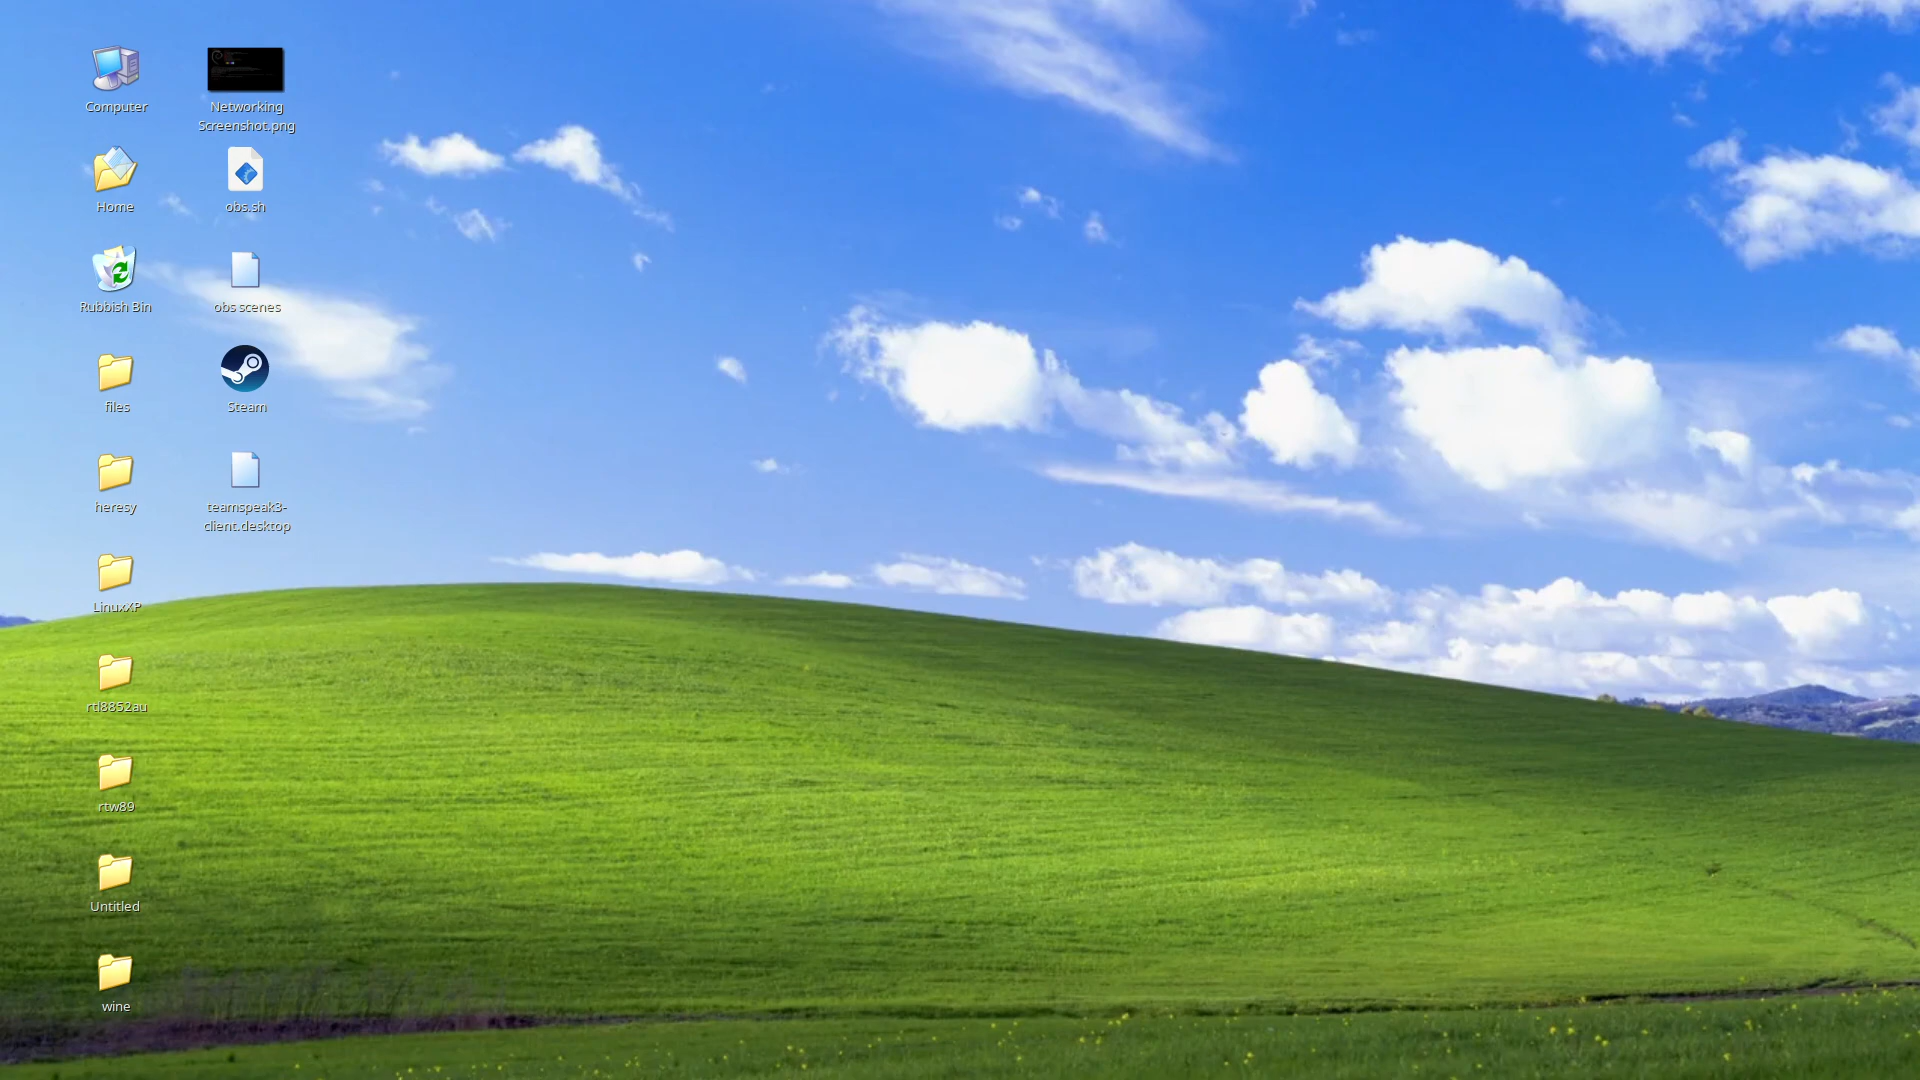 Computer
Networking
Screenshot.png
Home
obs.sh
Rubbish Bin
obs scenes
files
Steam
heresy
teamspeak3-
client.desktop
LinuxXP
rtl8852au
rtw89
Untitled
wine